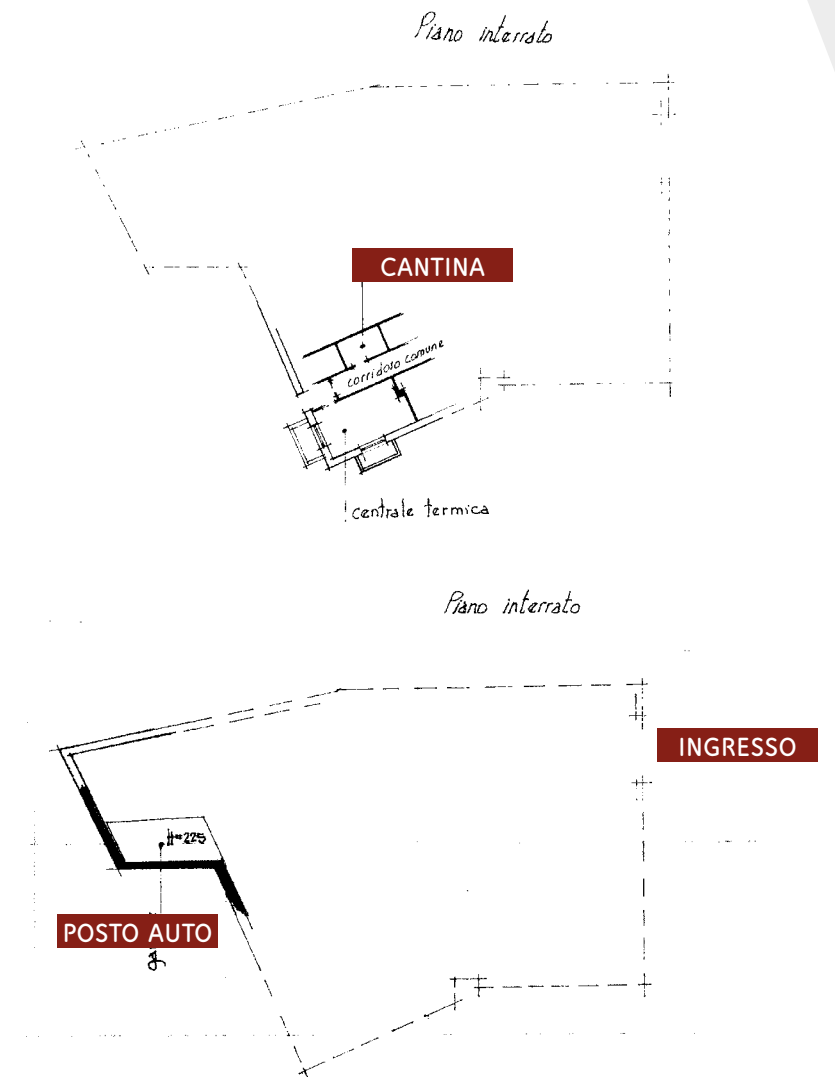 Piano interrato
CANTINA
corridoio comune
centrale termica
Piano interrato
INGRESSO
H=225
POSTO AUTO